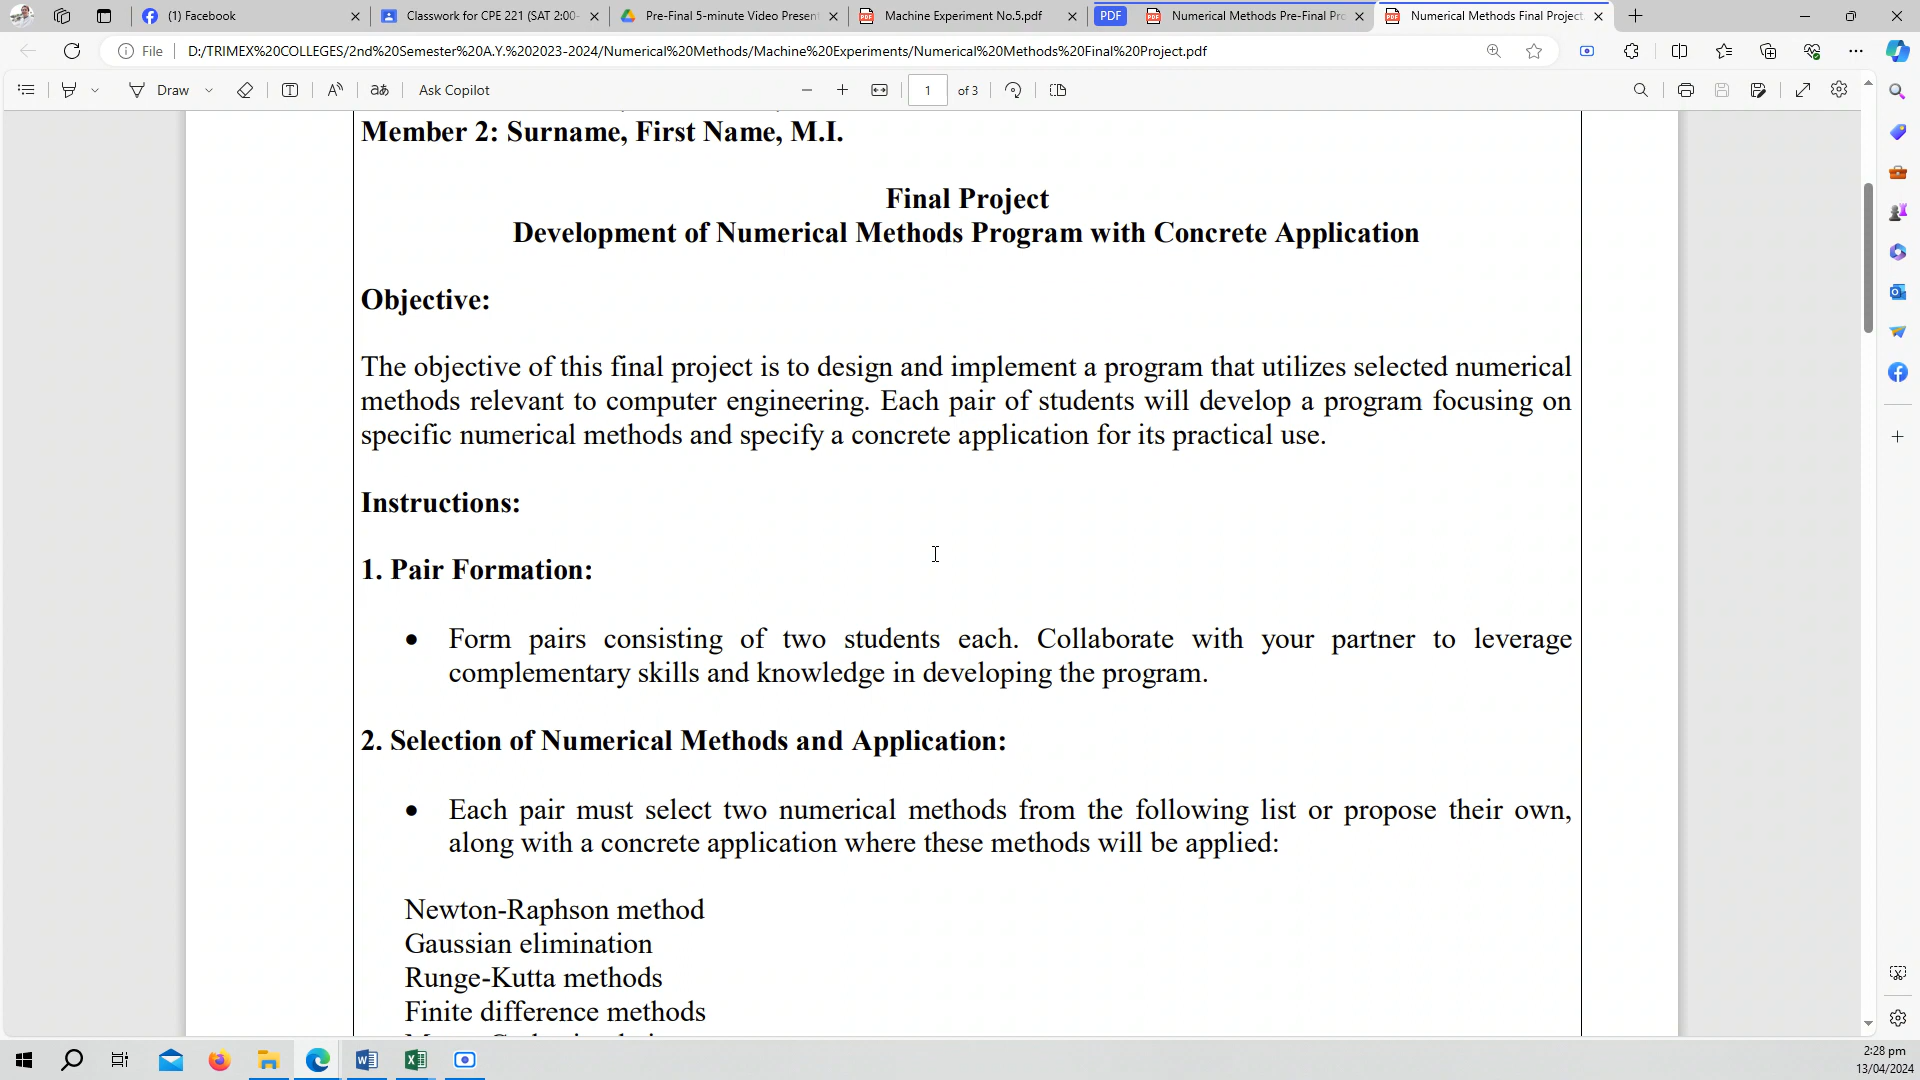 (1) Facebook
Classwork for CPE 221 (SAT 2:00-
Pre-Final 5-minute Video Present
Machine Experiment No.5.pdf
PDF
Numerical Methods Pre-Final Pro
Numerical Methods Final Project.
File
D:/TRIMEX%20COLLEGES/2nd%20Semester%20A.Y.%202023-2024/Numerical%20Methods/Machine%20Experiments/Numerical%20Methods%20Final%20Project.pdf
Draw
Ask Copilot
1
of 3
Member 2: Surname, First Name, M.I.
Final Project
Development of Numerical Methods Program with Concrete Application
Objective:
The objective of this final project is to design and implement a program that utilizes selected numerical
methods relevant to computer engineering. Each pair of students will develop a program focusing on
specific numerical methods and specify a concrete application for its practical use.
Instructions:
1. Pair Formation:
• Form pairs consisting of two students each. Collaborate with your partner to leverage
complementary skills and knowledge in developing the program.
2. Selection of Numerical Methods and Application:
• Each pair must select two numerical methods from the following list or propose their own,
along with a concrete application where these methods will be applied:
Newton-Raphson method
Gaussian elimination
Runge-Kutta methods
Finite difference methods
2:28 pm
13/04/2024